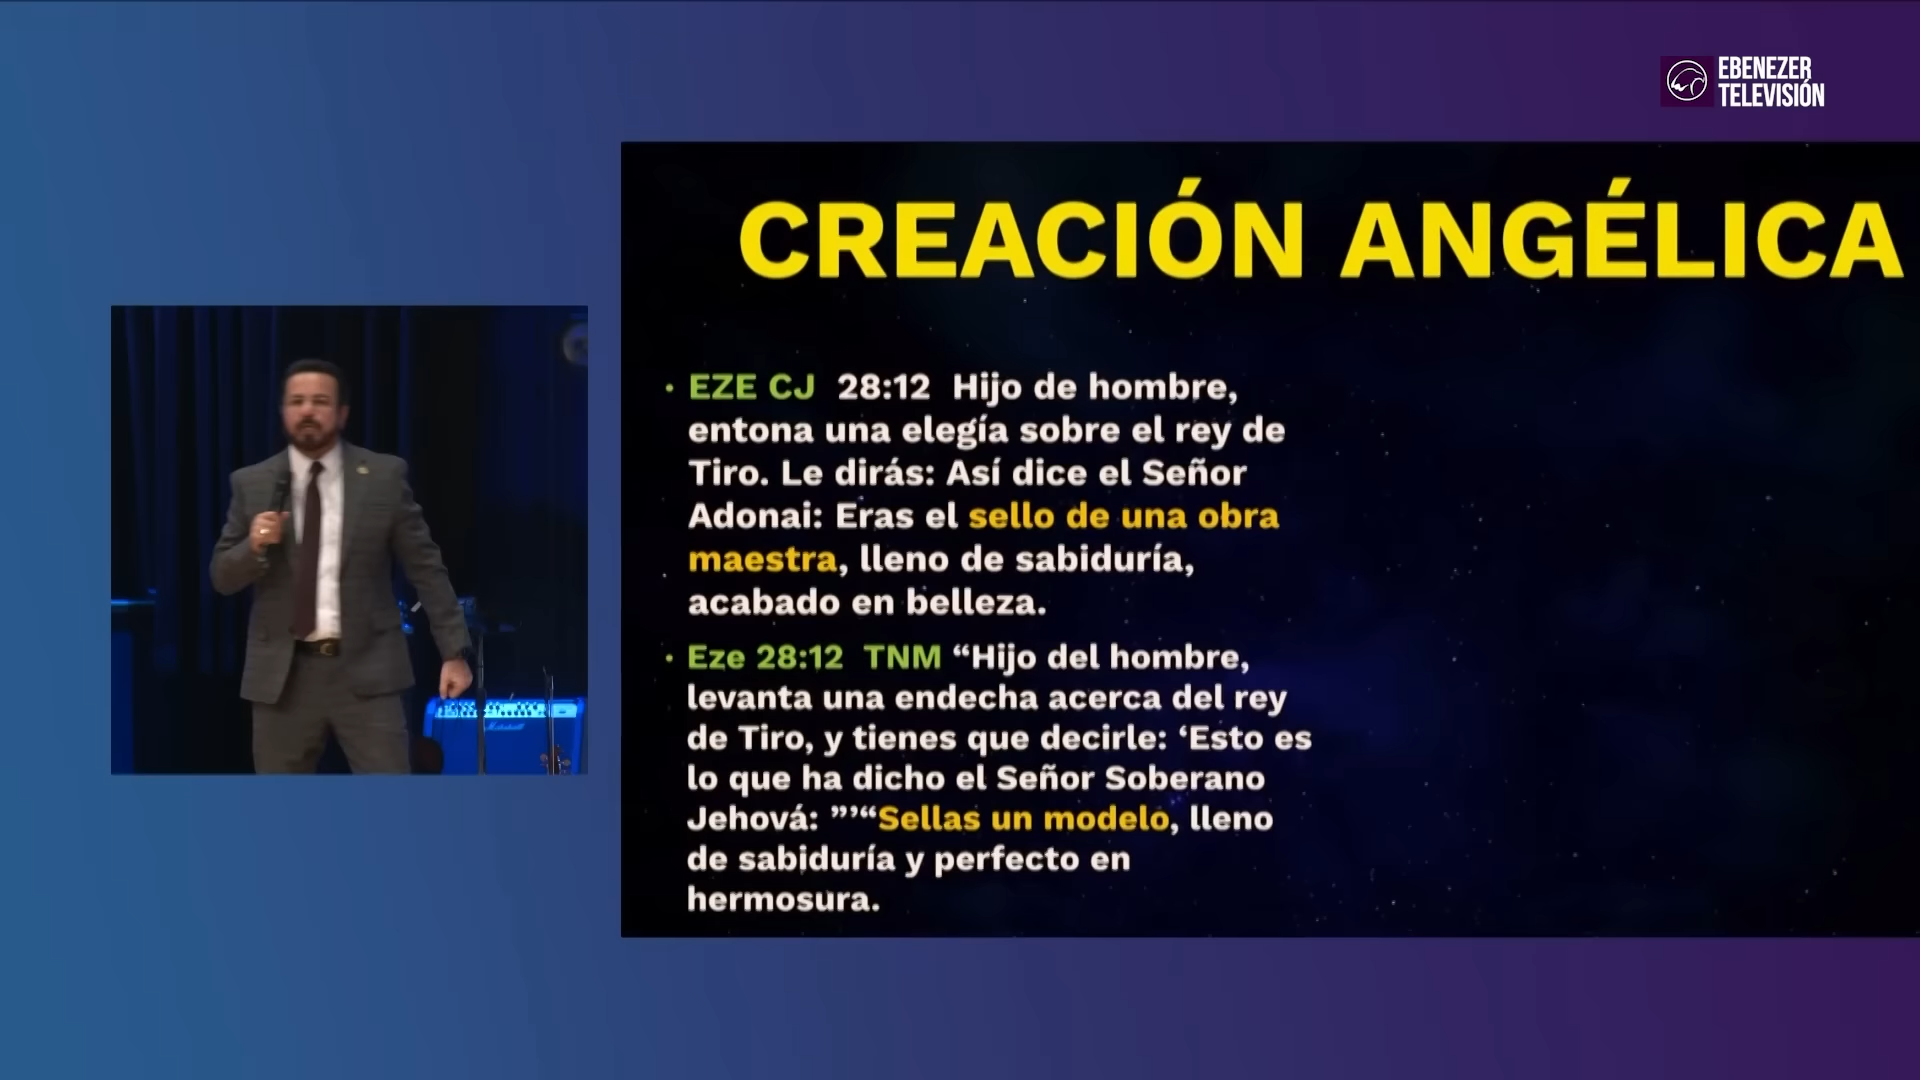 EBENEZER
TELEVISIÓN
CREACIÓN ANGÉLICA
• EZE CJ 28:12 Hijo de hombre,
entona una elegía sobre el rey de
Tiro. Le dirás: Así dice el Señor
Adonai: Eras el sello de una obra
maestra, lleno de sabiduría,
acabado en belleza.
• Eze 28:12 TNM “Hijo del hombre,
levanta una endecha acerca del rey
de Tiro, y tienes que decirle: ‘Esto es
lo que ha dicho el Señor Soberano
Jehová: ”’“Sellas un modelo, lleno
de sabiduría y perfecto en
hermosura.
Marshall